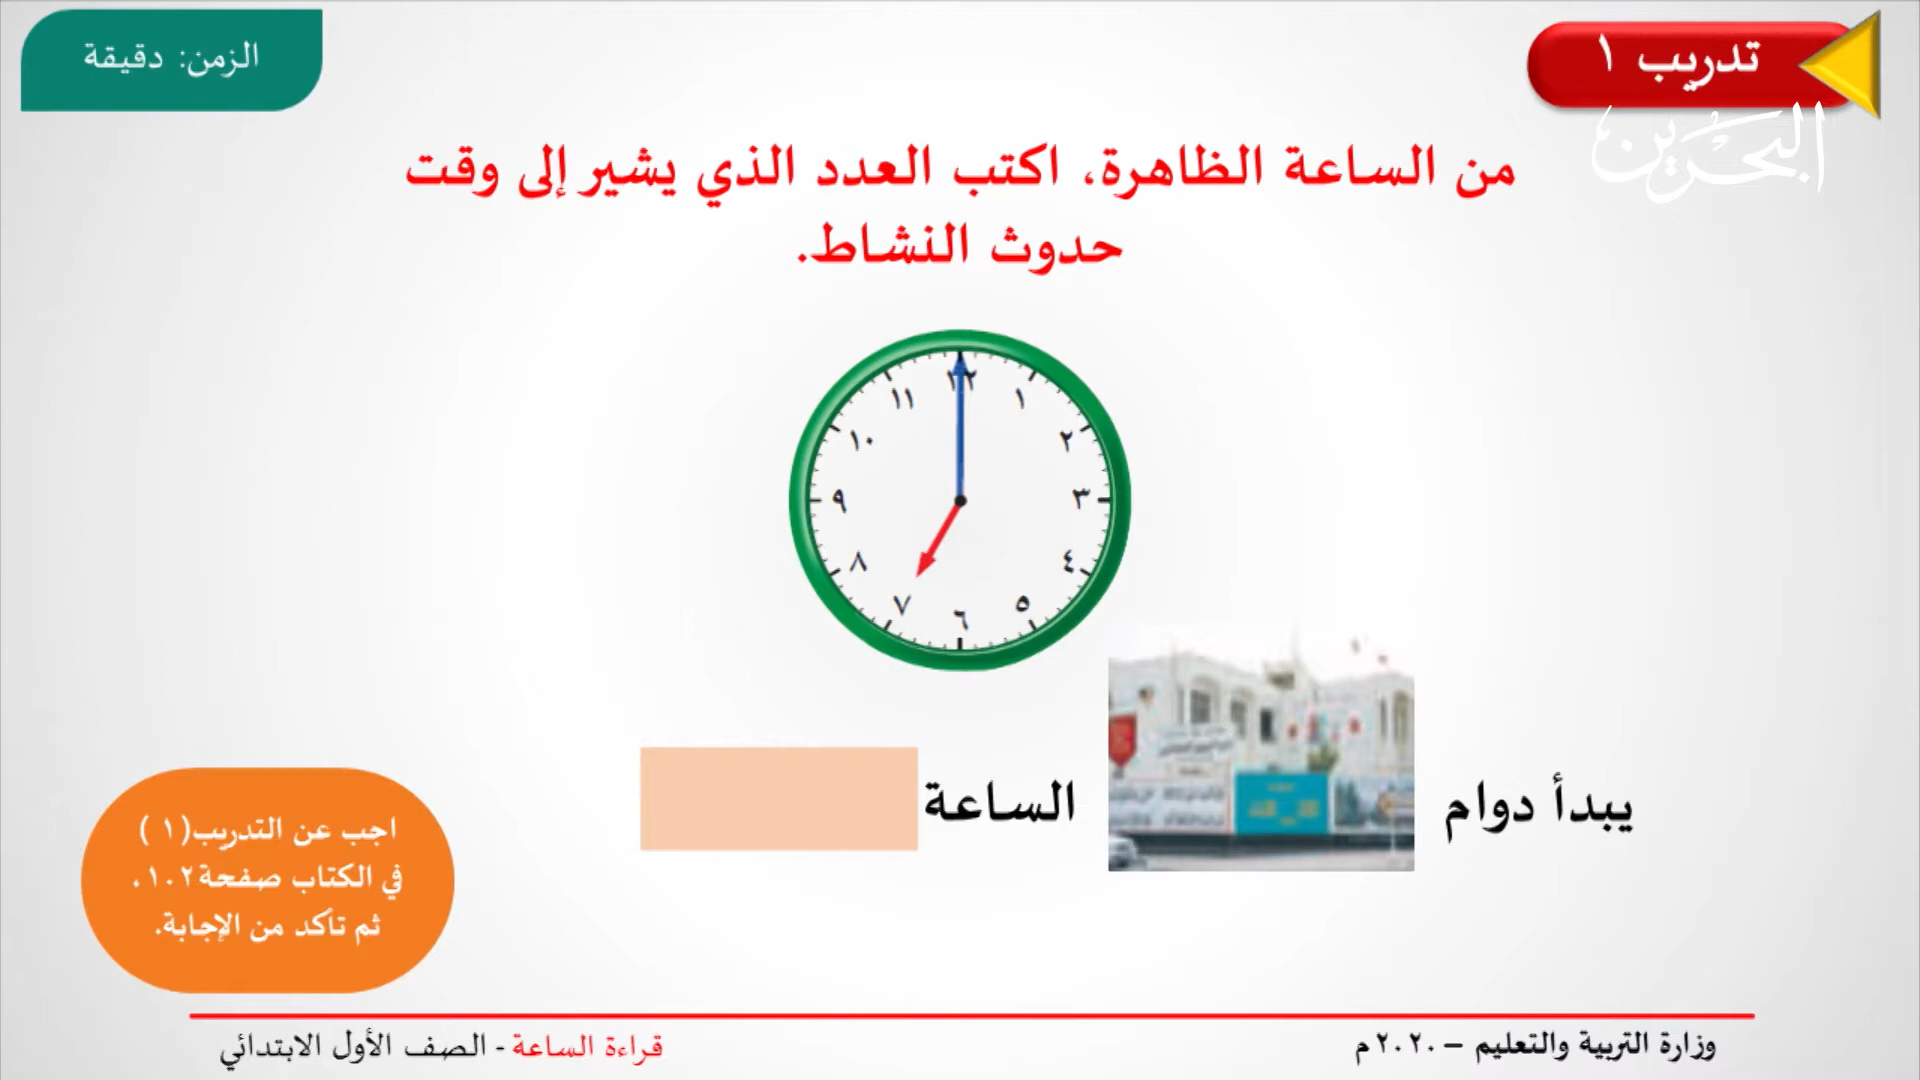 تدريب ١
الزمن: دقيقة
البحرين
من الساعة الظاهرة، اكتب العدد الذي يشير إلى وقت
حدوث النشاط.
١٢
١
٢
٣
٤
٥
٦
٧
٨
٩
١٠
١١
يبدأ دوام
الساعة
اجب عن التدريب(١ )
في الكتاب صفحة١٠٢،
ثم تأكد من الإجابة.
وزارة التربية والتعليم – ٢٠٢٠م
قراءة الساعة - الصف الأول الابتدائي